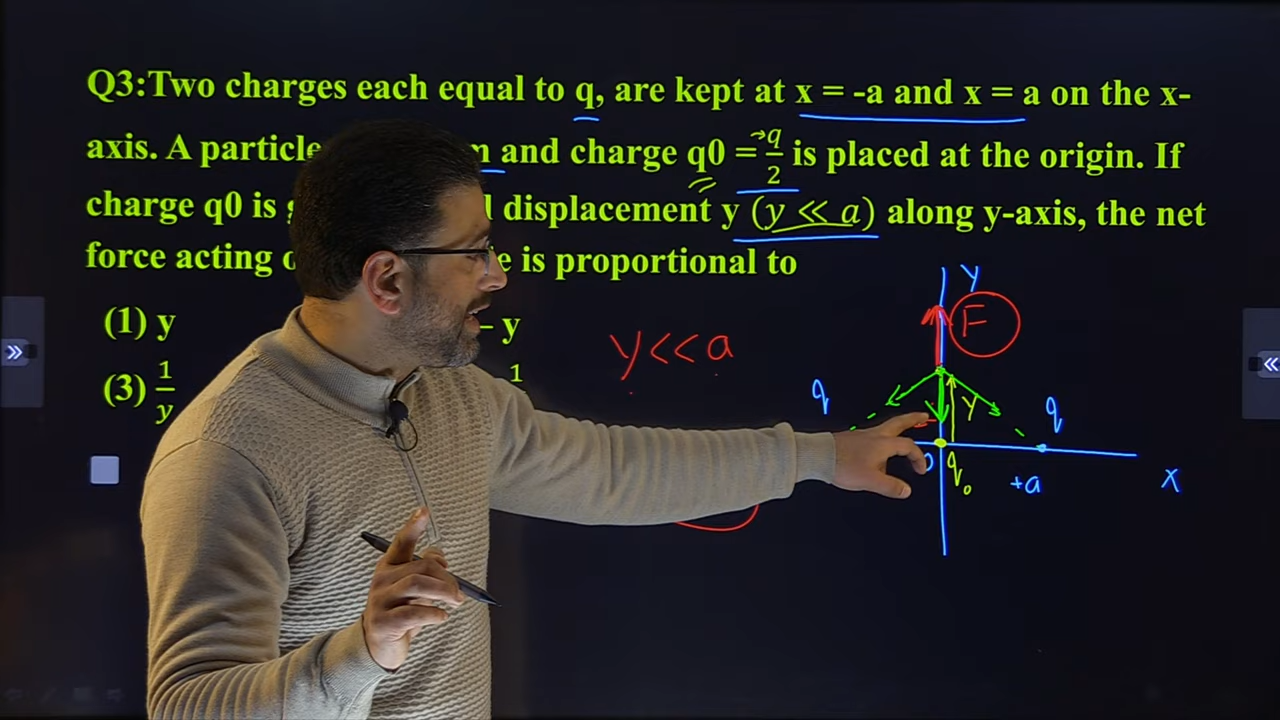 Q3:Two charges each equal to q, are kept at x = -a and x = a on the x-
axis. A particle and charge q0 = -q/2 is placed at the origin. If
charge q0 is displacement y (y ≪ a) along y-axis, the net
force acting is proportional to
(1) y
- y
(3) 1/y
1
y<<a
Y
F
q
y
q
0
q₀
+a
X